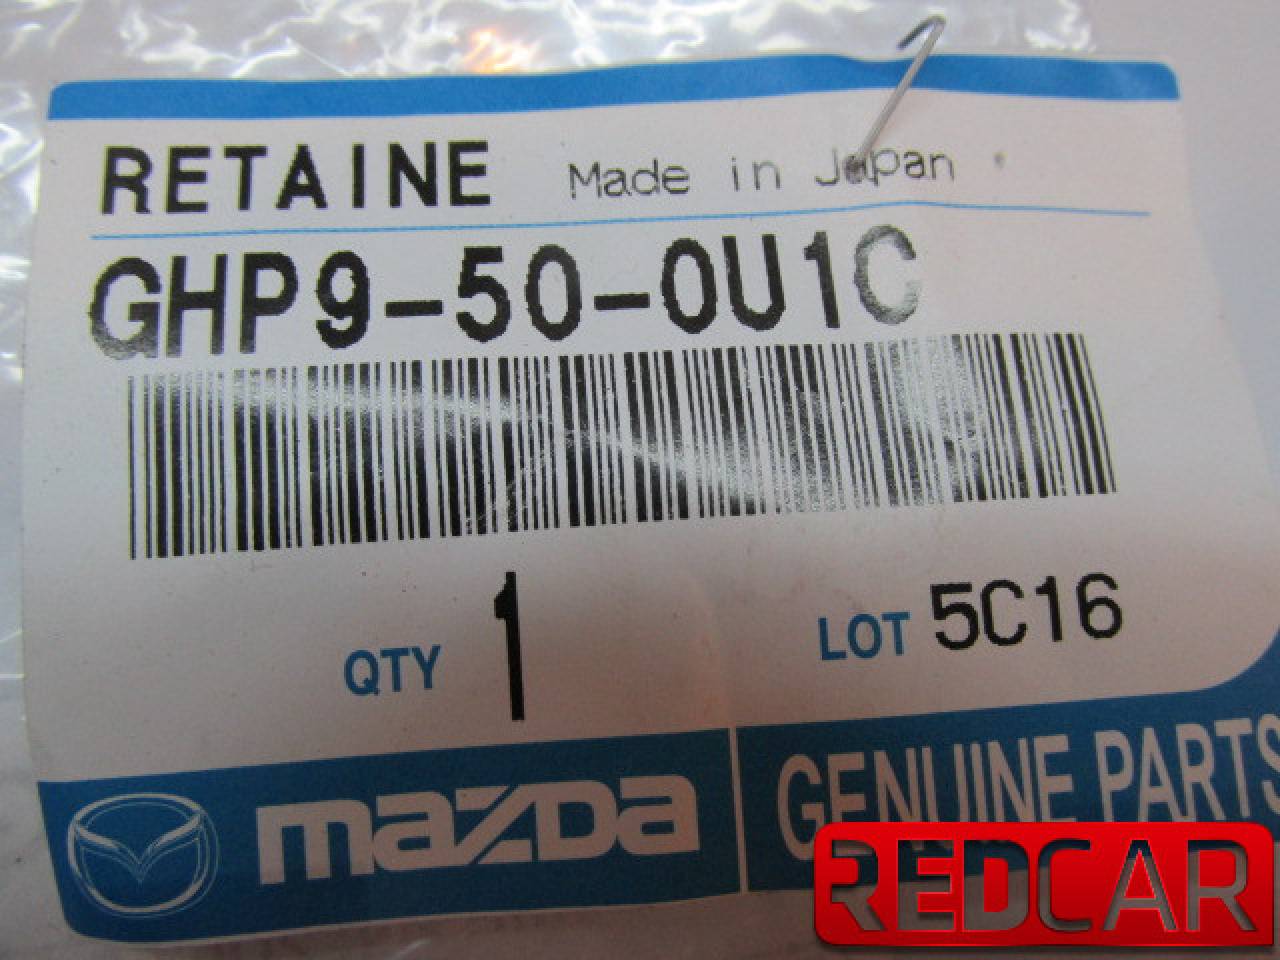 RETAINE Made in Japan
GHP9-50-0U1C
QTY 1 LOT 5C16
mazda GENUINE PARTS
REDCAR